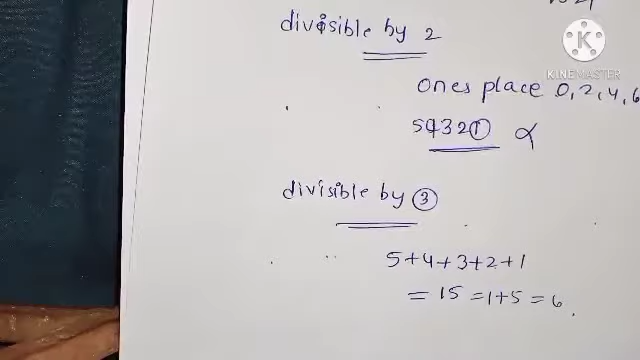 divisible by 2
KINEMASTER
ones place 0, 2, 4, 6
54321
divisible by 3
5+4+3+2+1
= 15 = 1+5 = 6